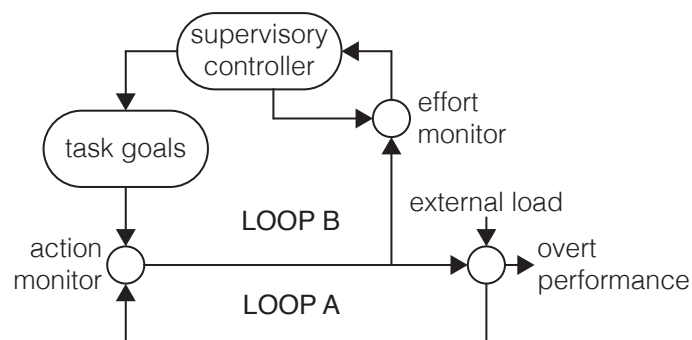 supervisory
controller
effort
monitor
task goals
external load
LOOP B
action
monitor
overt
performance
LOOP A